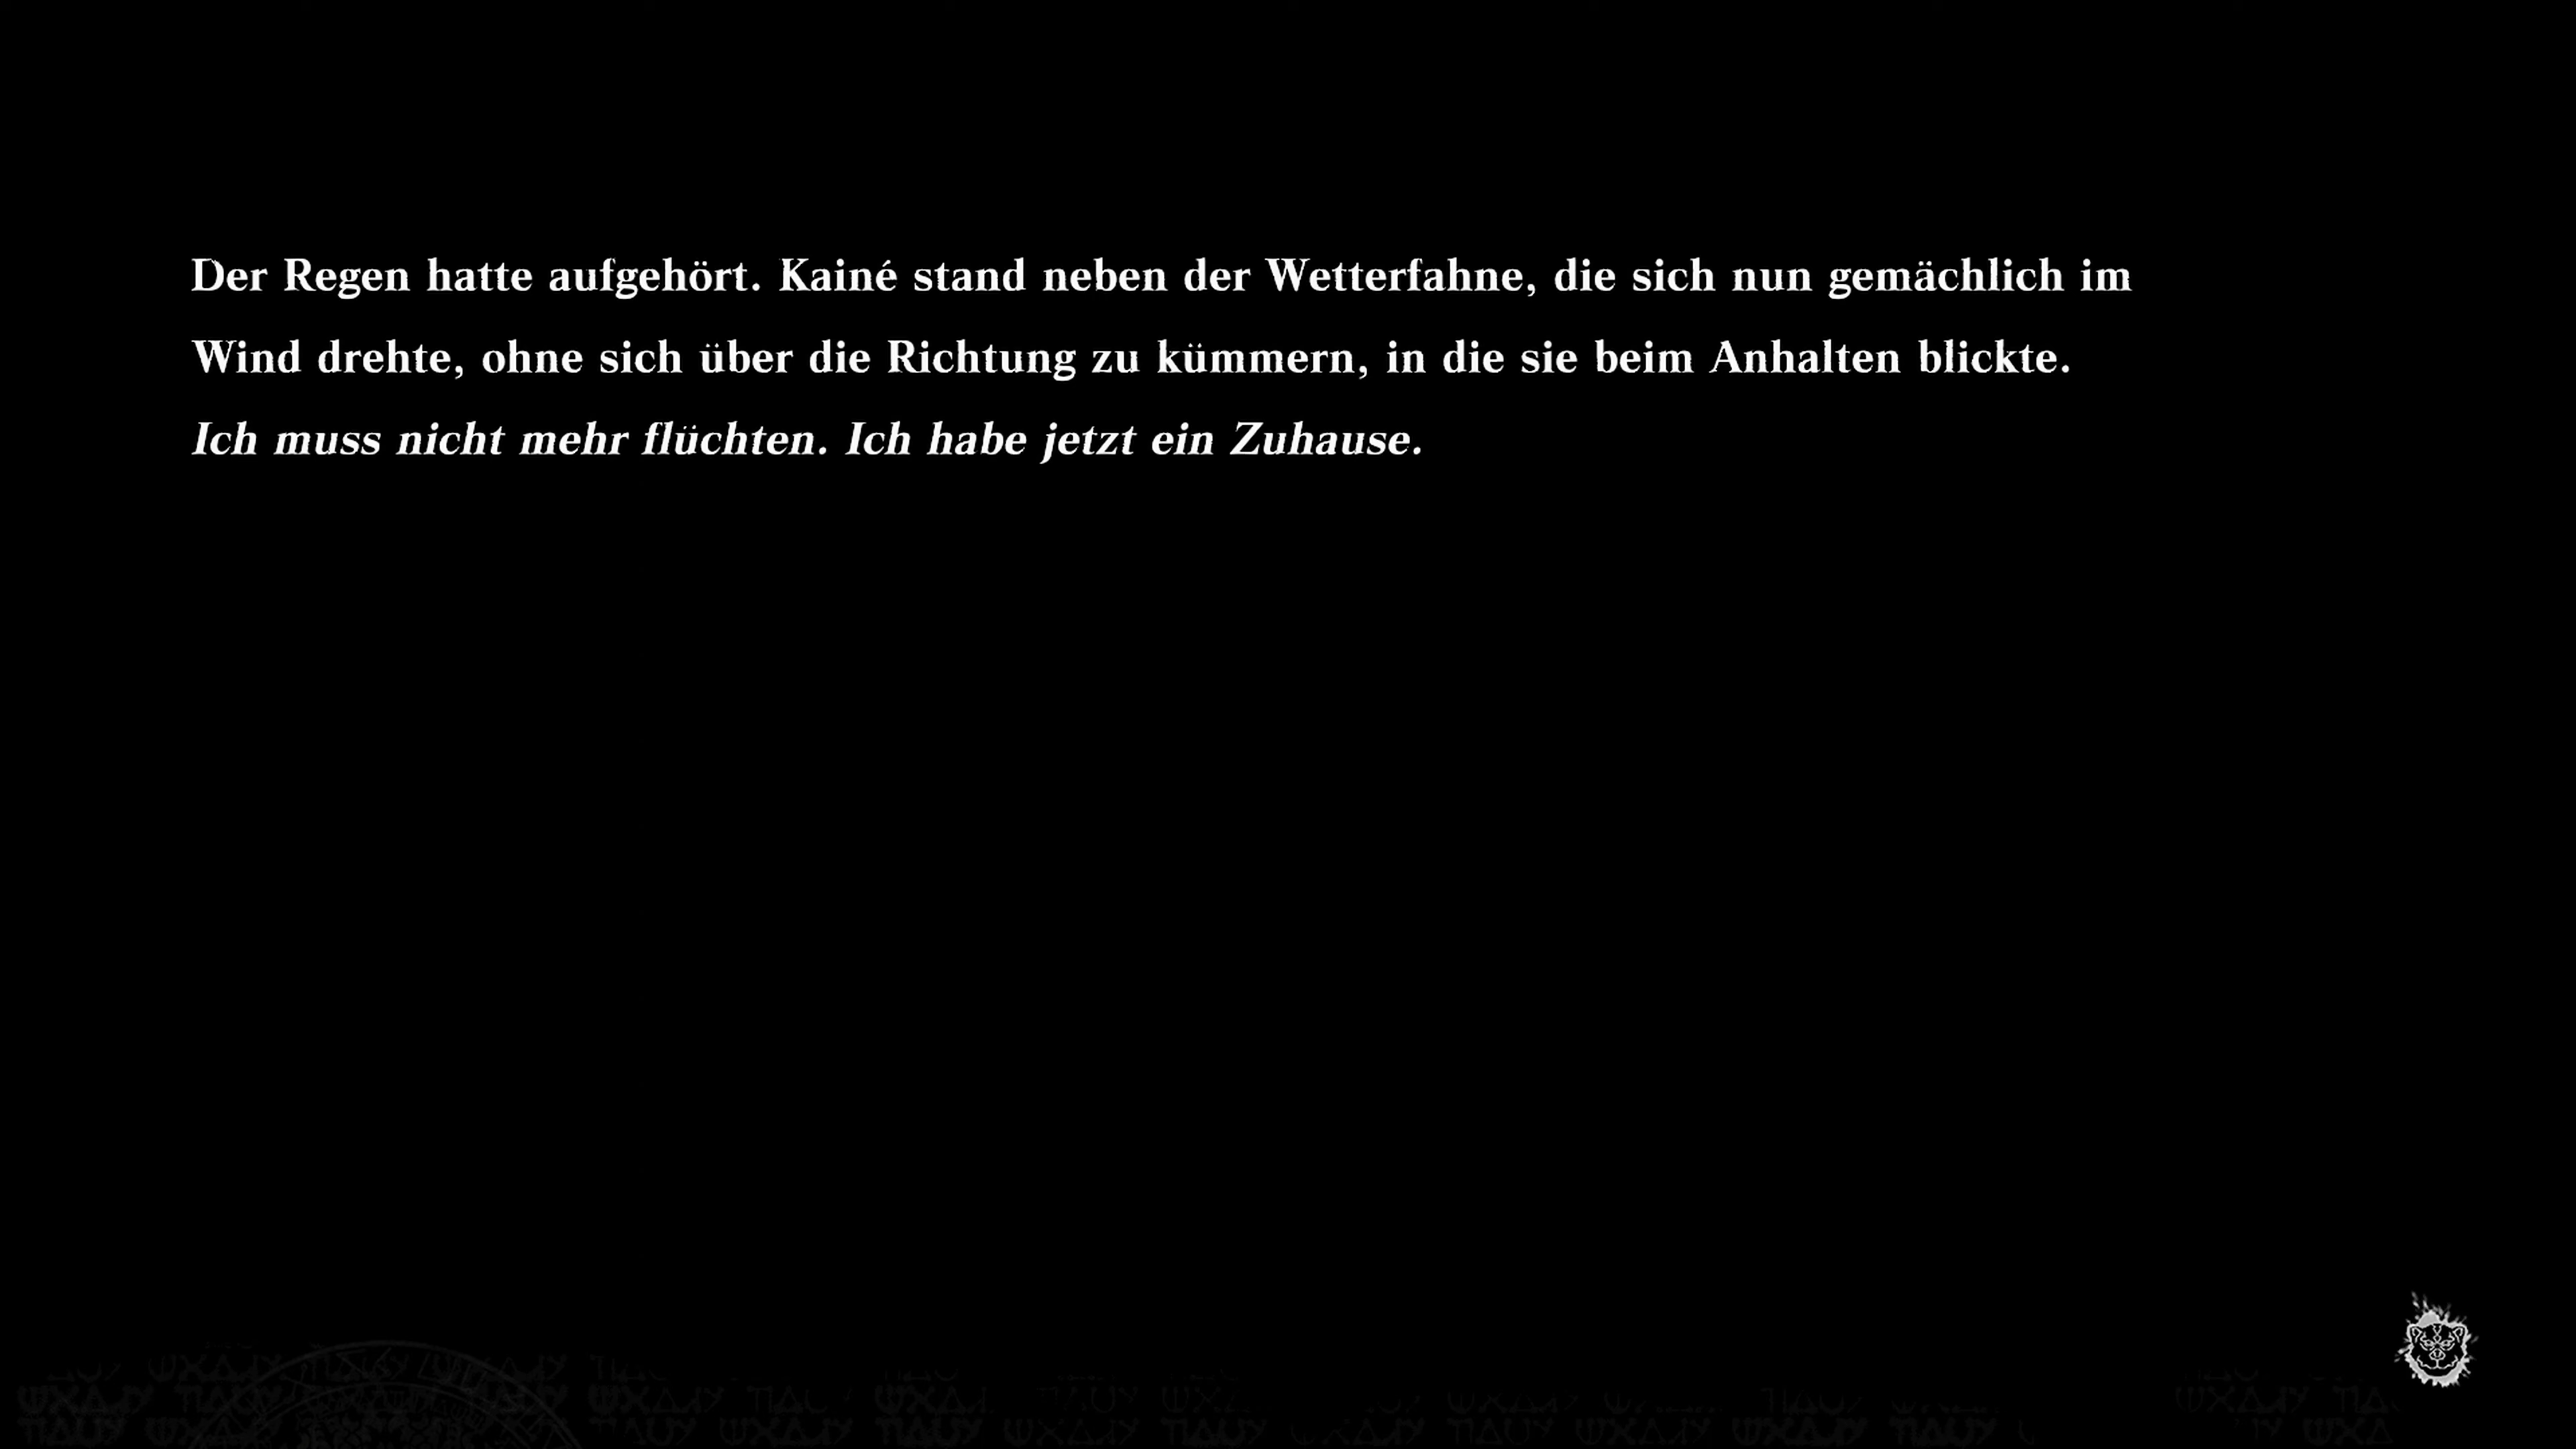 Der Regen hatte aufgehört. Kainé stand neben der Wetterfahne, die sich nun gemächlich im
Wind drehte, ohne sich über die Richtung zu kümmern, in die sie beim Anhalten blickte.
Ich muss nicht mehr flüchten. Ich habe jetzt ein Zuhause.